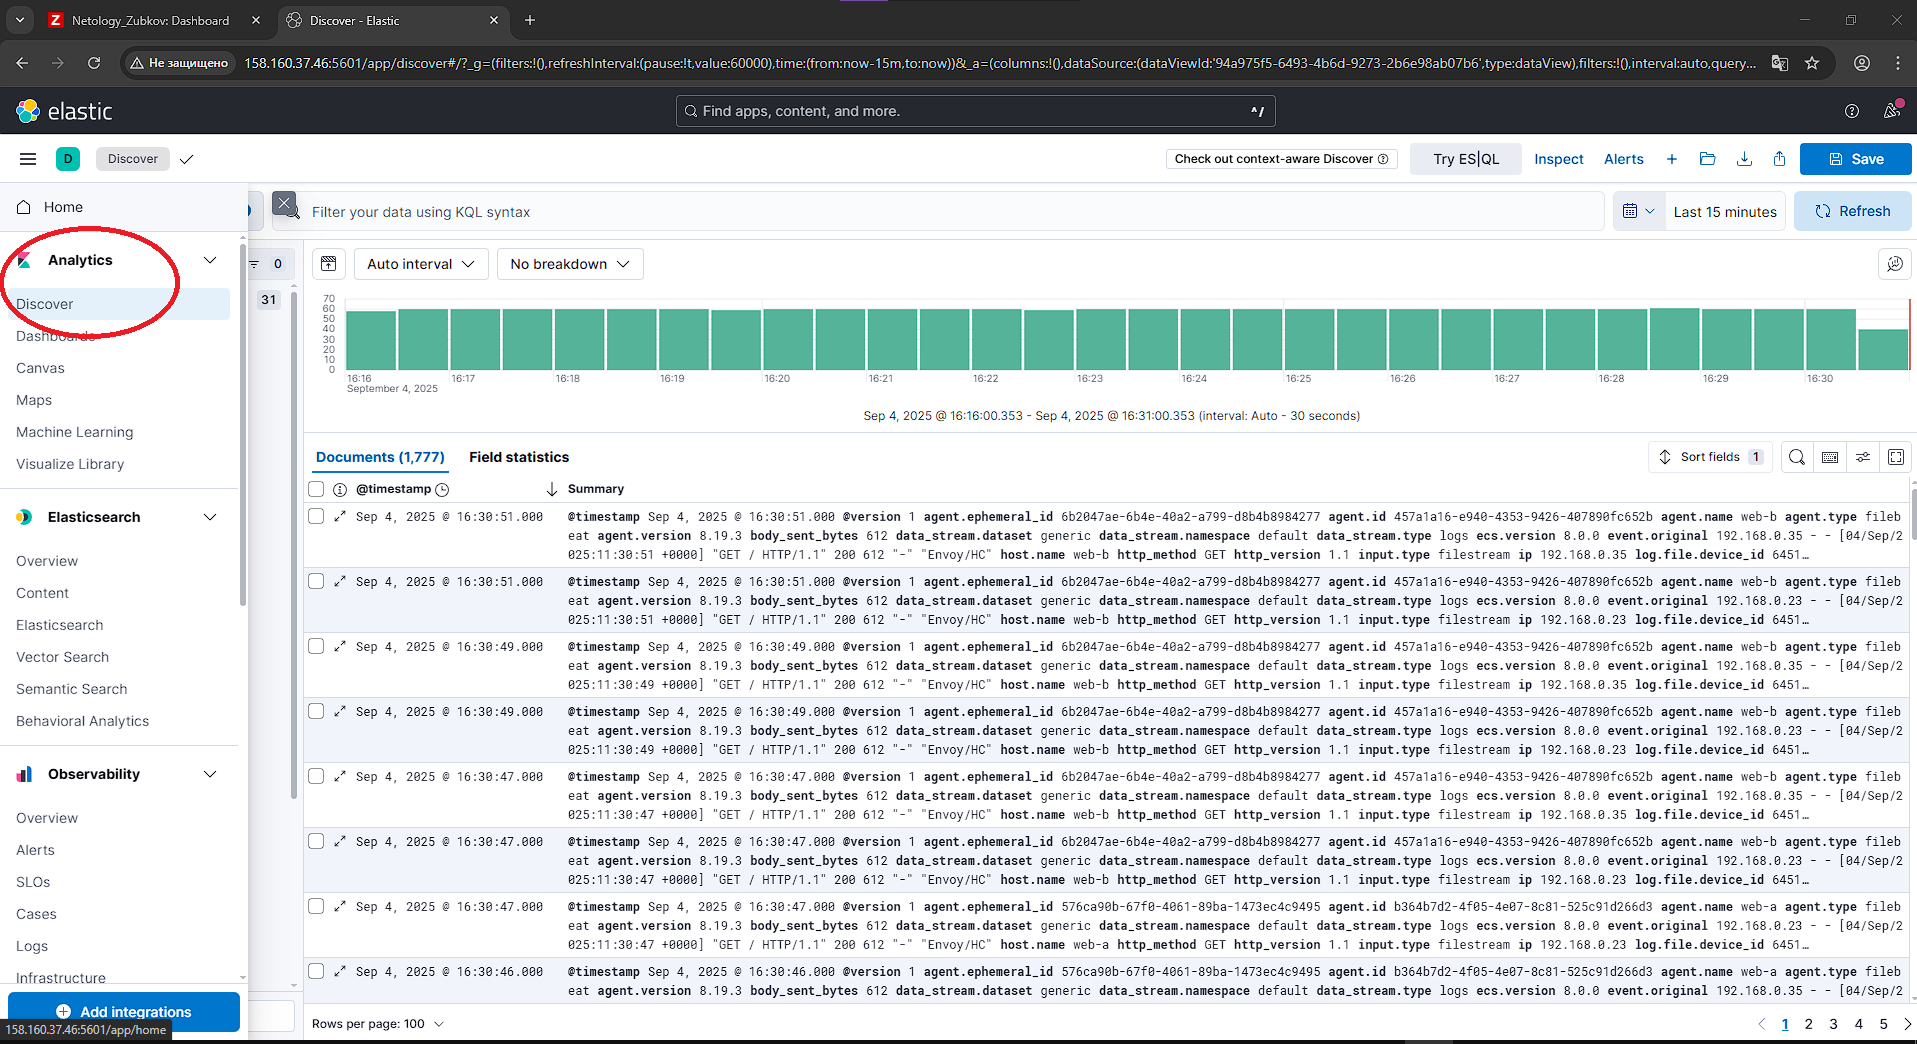 Netology_Zubkov: Dashboard
Discover - Elastic
Не защищено
158.160.37.46:5601/app/discover#/?_g=(filters:!(),refreshInterval:(pause:!t,value:60000),time:(from:now-15m,to:now))&_a=(columns:!(),dataSource:(dataViewId:'94a975f5-6493-4b6d-9273-2b6e98ab07b6',type:dataView),filters:!(),interval:auto,query...
elastic
Find apps, content, and more.
^/
D
Discover
Check out context-aware Discover
Try ES|QL
Inspect
Alerts
Save
Home
Filter your data using KQL syntax
Last 15 minutes
Refresh
Analytics
Discover
Dashboards
Canvas
Maps
Machine Learning
Visualize Library
Elasticsearch
Overview
Content
Elasticsearch
Vector Search
Semantic Search
Behavioral Analytics
Observability
Overview
Alerts
SLOs
Cases
Logs
Infrastructure
Add integrations
158.160.37.46:5601/app/home
0
31
Auto interval
No breakdown
70
60
50
40
30
20
10
0
16:16 16:17 16:18 16:19 16:20 16:21 16:22 16:23 16:24 16:25 16:26 16:27 16:28 16:29 16:30
September 4, 2025
Sep 4, 2025 @ 16:16:00.353 - Sep 4, 2025 @ 16:31:00.353 (interval: Auto - 30 seconds)
Documents (1,777)
Field statistics
Sort fields 1
@timestamp
Summary
Sep 4, 2025 @ 16:30:51.000 @timestamp Sep 4, 2025 @ 16:30:51.000 @version 1 agent.ephemeral_id 6b2047ae-6b4e-40a2-a799-d8b4b8984277 agent.id 457a1a16-e940-4353-9426-407890fc652b agent.name web-b agent.type fileb
eat agent.version 8.19.3 body_sent_bytes 612 data_stream.dataset generic data_stream.namespace default data_stream.type logs ecs.version 8.0.0 event.original 192.168.0.35 - - [04/Sep/2
025:11:30:51 +0000] "GET / HTTP/1.1" 200 612 "-" "Envoy/HC" host.name web-b http_method GET http_version 1.1 input.type filestream ip 192.168.0.35 log.file.device_id 6451…
Sep 4, 2025 @ 16:30:51.000 @timestamp Sep 4, 2025 @ 16:30:51.000 @version 1 agent.ephemeral_id 6b2047ae-6b4e-40a2-a799-d8b4b8984277 agent.id 457a1a16-e940-4353-9426-407890fc652b agent.name web-b agent.type fileb
eat agent.version 8.19.3 body_sent_bytes 612 data_stream.dataset generic data_stream.namespace default data_stream.type logs ecs.version 8.0.0 event.original 192.168.0.23 - - [04/Sep/2
025:11:30:51 +0000] "GET / HTTP/1.1" 200 612 "-" "Envoy/HC" host.name web-b http_method GET http_version 1.1 input.type filestream ip 192.168.0.23 log.file.device_id 6451…
Sep 4, 2025 @ 16:30:49.000 @timestamp Sep 4, 2025 @ 16:30:49.000 @version 1 agent.ephemeral_id 6b2047ae-6b4e-40a2-a799-d8b4b8984277 agent.id 457a1a16-e940-4353-9426-407890fc652b agent.name web-b agent.type fileb
eat agent.version 8.19.3 body_sent_bytes 612 data_stream.dataset generic data_stream.namespace default data_stream.type logs ecs.version 8.0.0 event.original 192.168.0.35 - - [04/Sep/2
025:11:30:49 +0000] "GET / HTTP/1.1" 200 612 "-" "Envoy/HC" host.name web-b http_method GET http_version 1.1 input.type filestream ip 192.168.0.35 log.file.device_id 6451…
Sep 4, 2025 @ 16:30:49.000 @timestamp Sep 4, 2025 @ 16:30:49.000 @version 1 agent.ephemeral_id 6b2047ae-6b4e-40a2-a799-d8b4b8984277 agent.id 457a1a16-e940-4353-9426-407890fc652b agent.name web-b agent.type fileb
eat agent.version 8.19.3 body_sent_bytes 612 data_stream.dataset generic data_stream.namespace default data_stream.type logs ecs.version 8.0.0 event.original 192.168.0.23 - - [04/Sep/2
025:11:30:49 +0000] "GET / HTTP/1.1" 200 612 "-" "Envoy/HC" host.name web-b http_method GET http_version 1.1 input.type filestream ip 192.168.0.23 log.file.device_id 6451…
Sep 4, 2025 @ 16:30:47.000 @timestamp Sep 4, 2025 @ 16:30:47.000 @version 1 agent.ephemeral_id 6b2047ae-6b4e-40a2-a799-d8b4b8984277 agent.id 457a1a16-e940-4353-9426-407890fc652b agent.name web-b agent.type fileb
eat agent.version 8.19.3 body_sent_bytes 612 data_stream.dataset generic data_stream.namespace default data_stream.type logs ecs.version 8.0.0 event.original 192.168.0.35 - - [04/Sep/2
025:11:30:47 +0000] "GET / HTTP/1.1" 200 612 "-" "Envoy/HC" host.name web-b http_method GET http_version 1.1 input.type filestream ip 192.168.0.35 log.file.device_id 6451…
Sep 4, 2025 @ 16:30:47.000 @timestamp Sep 4, 2025 @ 16:30:47.000 @version 1 agent.ephemeral_id 6b2047ae-6b4e-40a2-a799-d8b4b8984277 agent.id 457a1a16-e940-4353-9426-407890fc652b agent.name web-b agent.type fileb
eat agent.version 8.19.3 body_sent_bytes 612 data_stream.dataset generic data_stream.namespace default data_stream.type logs ecs.version 8.0.0 event.original 192.168.0.23 - - [04/Sep/2
025:11:30:47 +0000] "GET / HTTP/1.1" 200 612 "-" "Envoy/HC" host.name web-b http_method GET http_version 1.1 input.type filestream ip 192.168.0.23 log.file.device_id 6451…
Sep 4, 2025 @ 16:30:47.000 @timestamp Sep 4, 2025 @ 16:30:47.000 @version 1 agent.ephemeral_id 576ca90b-67f0-4061-89ba-1473ec4c9495 agent.id b364b7d2-4f05-4e07-8c81-525c91d266d3 agent.name web-a agent.type fileb
eat agent.version 8.19.3 body_sent_bytes 612 data_stream.dataset generic data_stream.namespace default data_stream.type logs ecs.version 8.0.0 event.original 192.168.0.23 - - [04/Sep/2
025:11:30:47 +0000] "GET / HTTP/1.1" 200 612 "-" "Envoy/HC" host.name web-a http_method GET http_version 1.1 input.type filestream ip 192.168.0.23 log.file.device_id 6451…
Sep 4, 2025 @ 16:30:46.000 @timestamp Sep 4, 2025 @ 16:30:46.000 @version 1 agent.ephemeral_id 576ca90b-67f0-4061-89ba-1473ec4c9495 agent.id b364b7d2-4f05-4e07-8c81-525c91d266d3 agent.name web-a agent.type fileb
eat agent.version 8.19.3 body_sent_bytes 612 data_stream.dataset generic data_stream.namespace default data_stream.type logs ecs.version 8.0.0 event.original 192.168.0.35 - - [04/Sep/2
Rows per page: 100
1 2 3 4 5